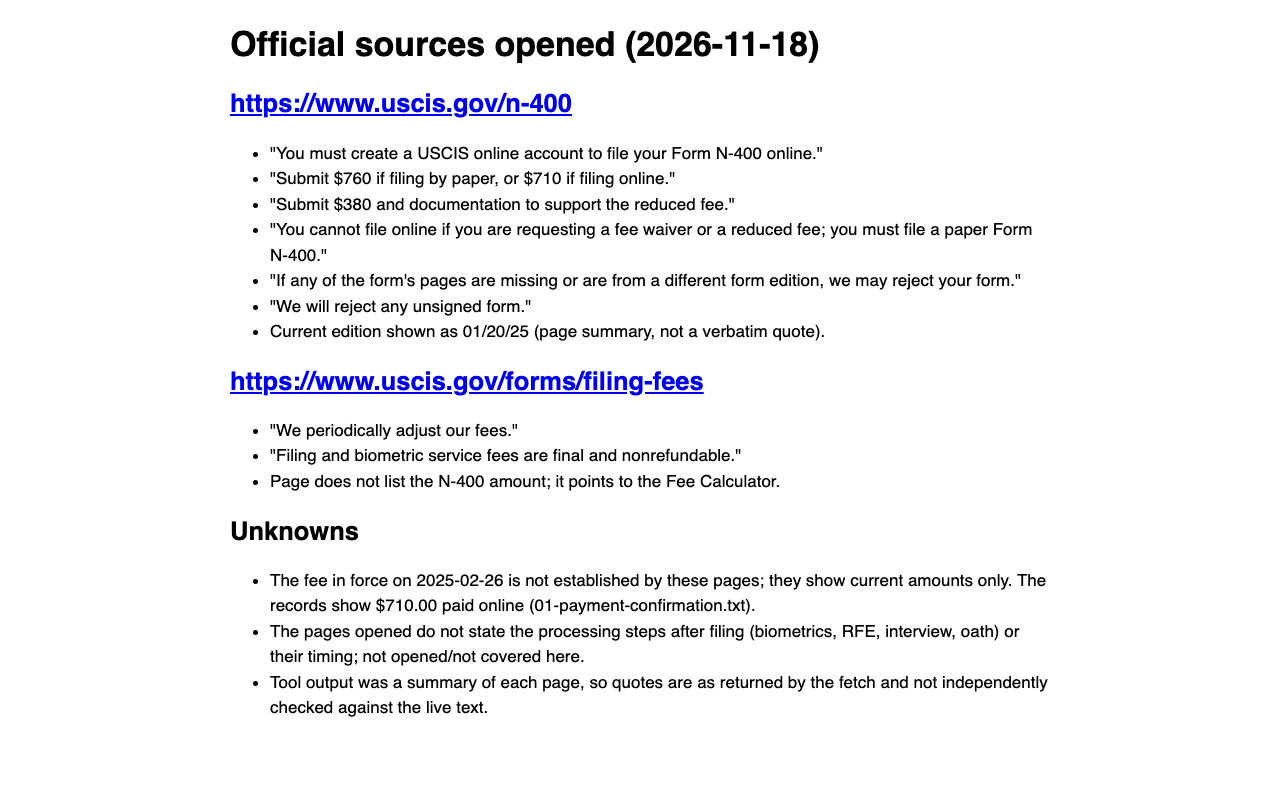 Official sources opened (2026-11-18)
https://www.uscis.gov/n-400
• "You must create a USCIS online account to file your Form N-400 online."
• "Submit $760 if filing by paper, or $710 if filing online."
• "Submit $380 and documentation to support the reduced fee."
• "You cannot file online if you are requesting a fee waiver or a reduced fee; you must file a paper Form
N-400."
• "If any of the form's pages are missing or are from a different form edition, we may reject your form."
• "We will reject any unsigned form."
• Current edition shown as 01/20/25 (page summary, not a verbatim quote).
https://www.uscis.gov/forms/filing-fees
• "We periodically adjust our fees."
• "Filing and biometric service fees are final and nonrefundable."
• Page does not list the N-400 amount; it points to the Fee Calculator.
Unknowns
• The fee in force on 2025-02-26 is not established by these pages; they show current amounts only. The
records show $710.00 paid online (01-payment-confirmation.txt).
• The pages opened do not state the processing steps after filing (biometrics, RFE, interview, oath) or
their timing; not opened/not covered here.
• Tool output was a summary of each page, so quotes are as returned by the fetch and not independently
checked against the live text.